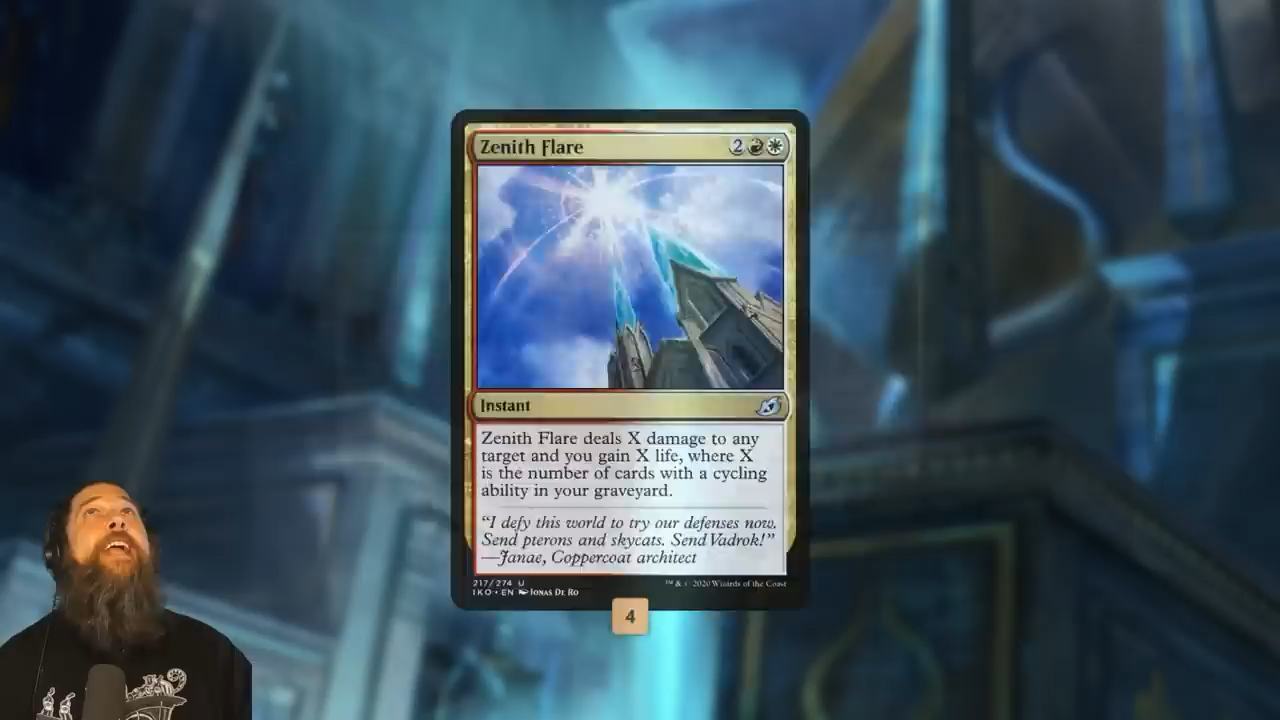 Zenith Flare 2
Instant
Zenith Flare deals X damage to any
target and you gain X life, where X
is the number of cards with a cycling
ability in your graveyard.
“I defy this world to try our defenses now.
Send pterons and skycats. Send Vadrok!”
—Janae, Coppercoat architect
217/274 U
IKO • EN Jonas De Ro
™ & © 2020 Wizards of the Coast
4